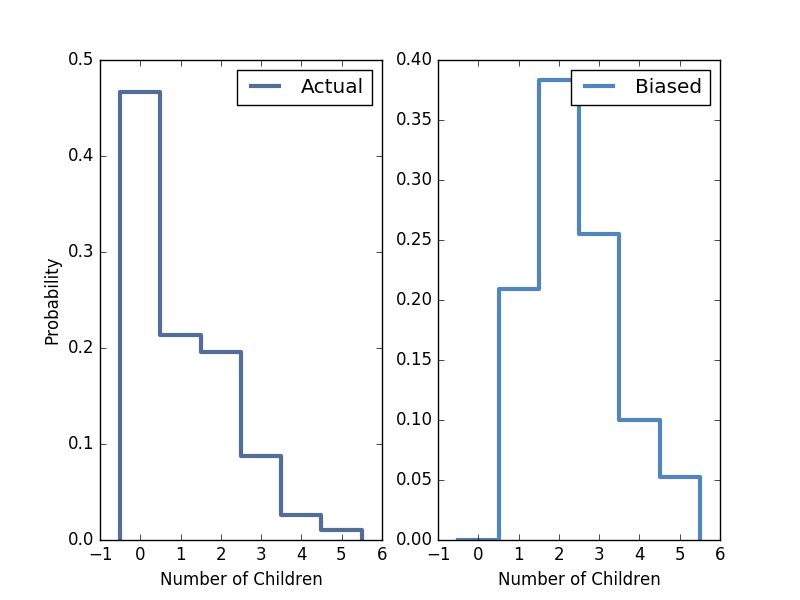 Probability
0.5
0.4
0.3
0.2
0.1
0.0
−1 0 1 2 3 4 5 6
Number of Children
Actual
0.40
0.35
0.30
0.25
0.20
0.15
0.10
0.05
0.00
−1 0 1 2 3 4 5 6
Number of Children
Biased